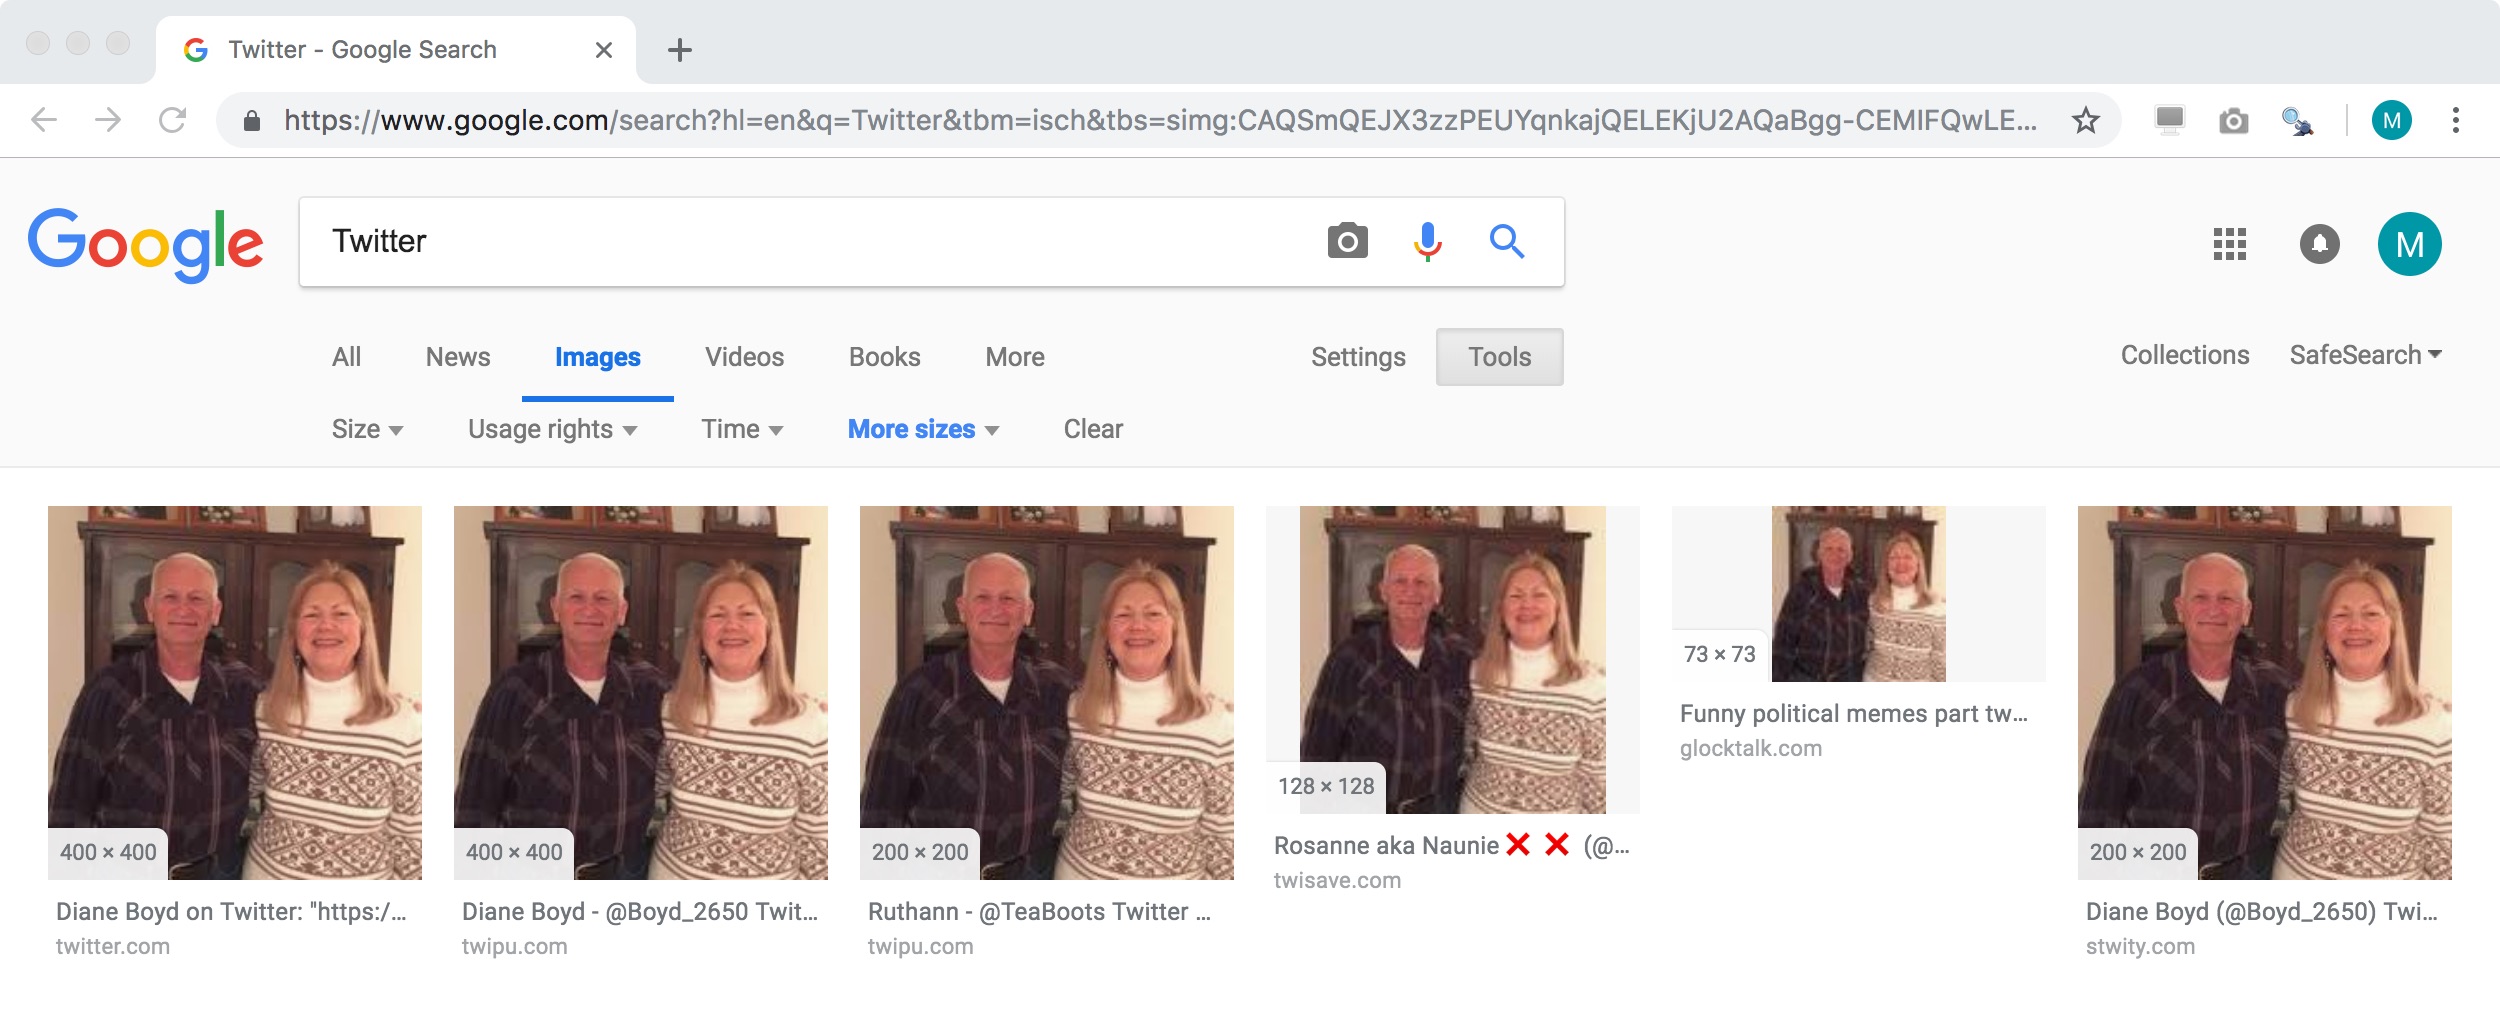 Twitter - Google Search
https://www.google.com/search?hl=en&q=Twitter&tbm=isch&tbs=simg:CAQSmQEJX3zzPEUYqnkajQELEKjU2AQaBgg-CEMIFQwLE...
M
Google
Twitter
M
All News Images Videos Books More Settings Tools Collections SafeSearch
Size Usage rights Time More sizes Clear
400 × 400
Diane Boyd on Twitter: "https:/...
twitter.com
400 × 400
Diane Boyd - @Boyd_2650 Twit...
twipu.com
200 × 200
Ruthann - @TeaBoots Twitter ...
twipu.com
128 × 128
Rosanne aka Naunie❌ ❌ (@...
twisave.com
73 × 73
Funny political memes part tw...
glocktalk.com
200 × 200
Diane Boyd (@Boyd_2650) Twi...
stwity.com